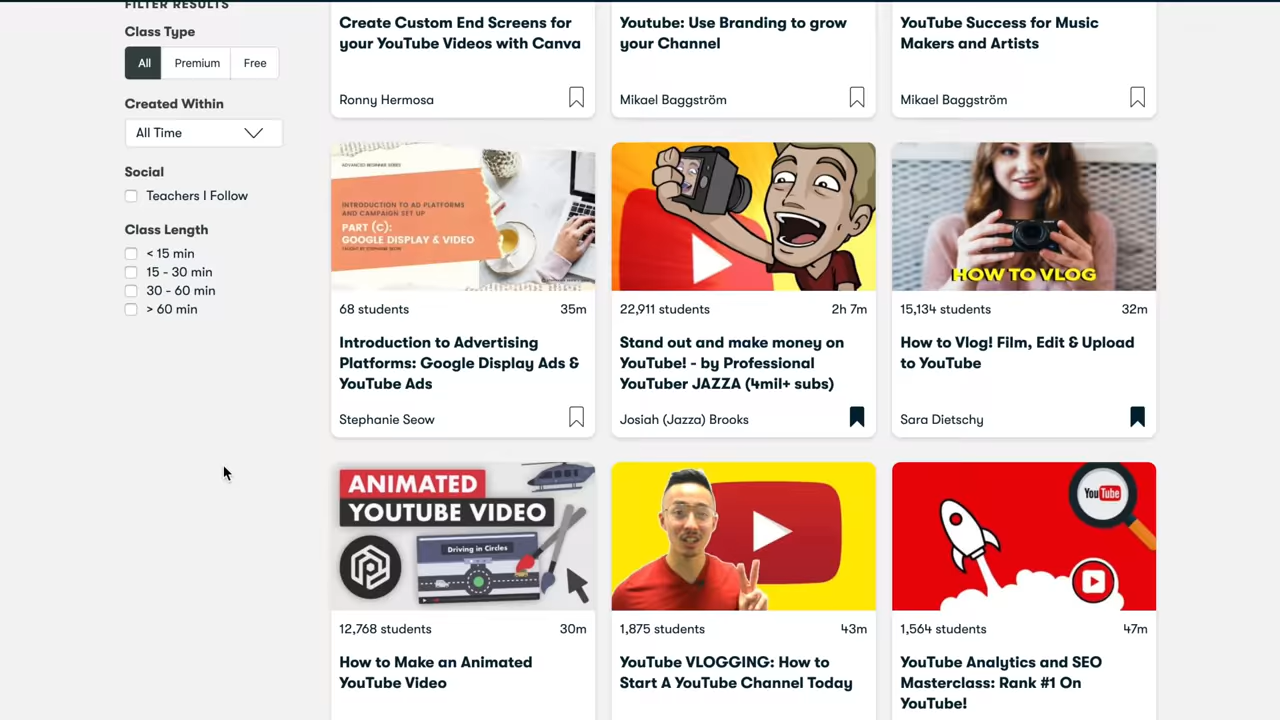 FILTER RESULTS
Class Type
All
Premium
Free
Created Within
All Time
Social
Teachers I Follow
Class Length
< 15 min
15 - 30 min
30 - 60 min
> 60 min
Create Custom End Screens for
your YouTube Videos with Canva
Ronny Hermosa
Youtube: Use Branding to grow
your Channel
Mikael Baggström
YouTube Success for Music
Makers and Artists
Mikael Baggström
ADVANCED BEGINNER SERIES
INTRODUCTION TO AD PLATFORMS
AND CAMPAIGN SET UP
PART (C):
GOOGLE DISPLAY & VIDEO
TAUGHT BY STEPHANIE SEOW
68 students
35m
Introduction to Advertising
Platforms: Google Display Ads &
YouTube Ads
Stephanie Seow
22,911 students
2h 7m
Stand out and make money on
YouTube! - by Professional
YouTuber JAZZA (4mil+ subs)
Josiah (Jazza) Brooks
HOW TO VLOG
15,134 students
32m
How to Vlog! Film, Edit & Upload
to YouTube
Sara Dietschy
ANIMATED
YOUTUBE VIDEO
Driving in Circles
12,768 students
30m
How to Make an Animated
YouTube Video
1,875 students
43m
YouTube VLOGGING: How to
Start A YouTube Channel Today
YouTube
1,564 students
47m
YouTube Analytics and SEO
Masterclass: Rank #1 On
YouTube!